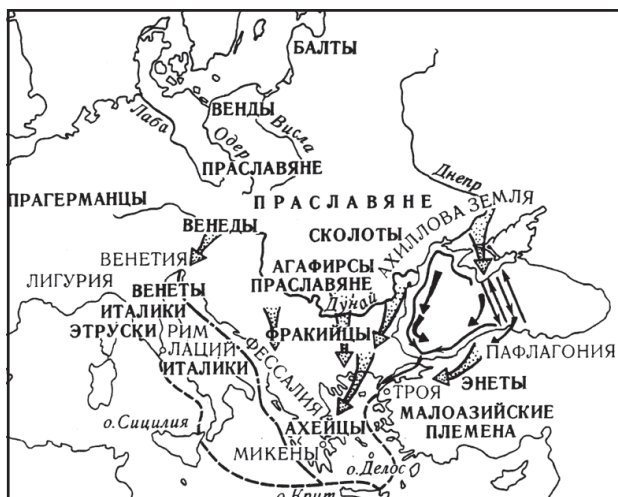 БАЛТЫ
ВЕНДЫ
Лаба
Одер
Висла
ПРАСЛАВЯНЕ
Днепр
ПРАГЕРМАНЦЫ
ПРАСЛАВЯНЕ
АХИЛЛОВА ЗЕМЛЯ
ВЕНЕДЫ
СКОЛОТЫ
ВЕНЕТИЯ
АГАФИРСЫ
ЛИГУРИЯ
ПРАСЛАВЯНЕ
ВЕНЕТЫ
Дунай
ИТАЛИКИ
ЭТРУСКИ
РИМ
ФРАКИЙЦЫ
ЛАЦИЙ
ПАФЛАГОНИЯ
ИТАЛИКИ
ФЕССАЛИЯ
ЭНЕТЫ
ТРОЯ
МАЛОАЗИЙСКИЕ
ПЛЕМЕНА
о.Сицилия
АХЕЙЦЫ
МИКЕНЫ
о.Делос
о.Крит